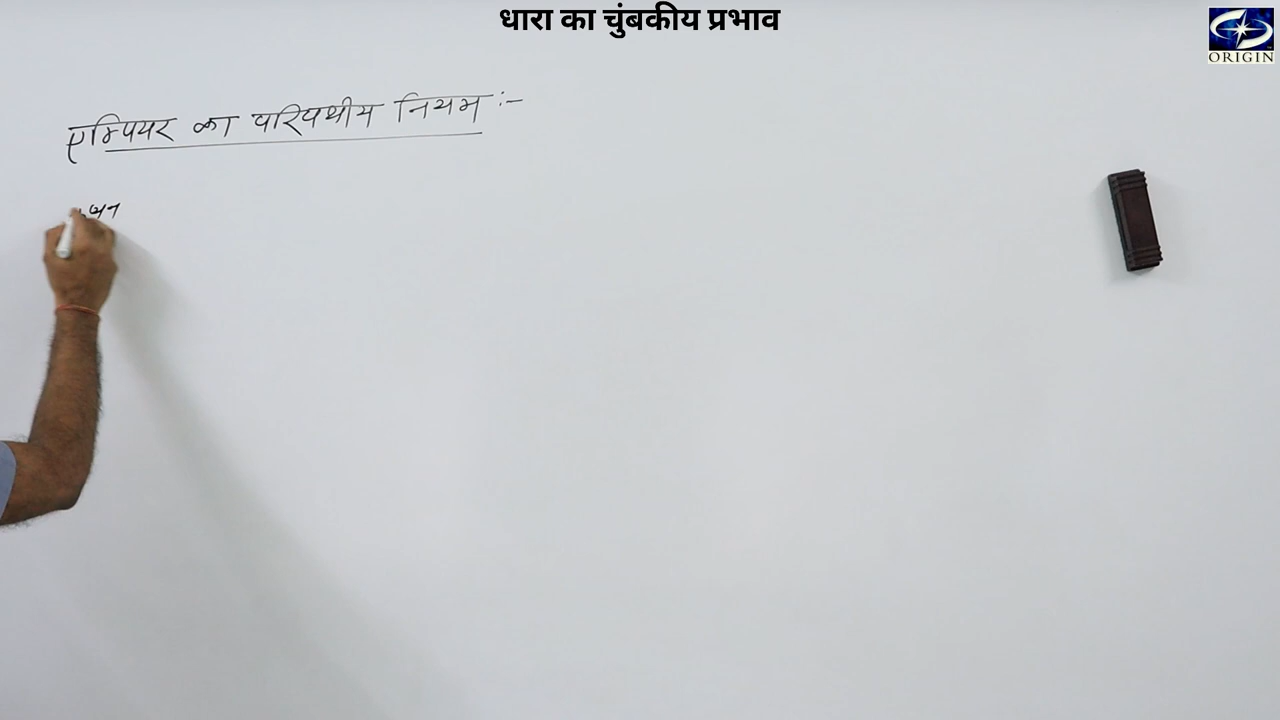 धारा का चुंबकीय प्रभाव
ORIGIN
एम्पियर का परिपथीय नियम :-